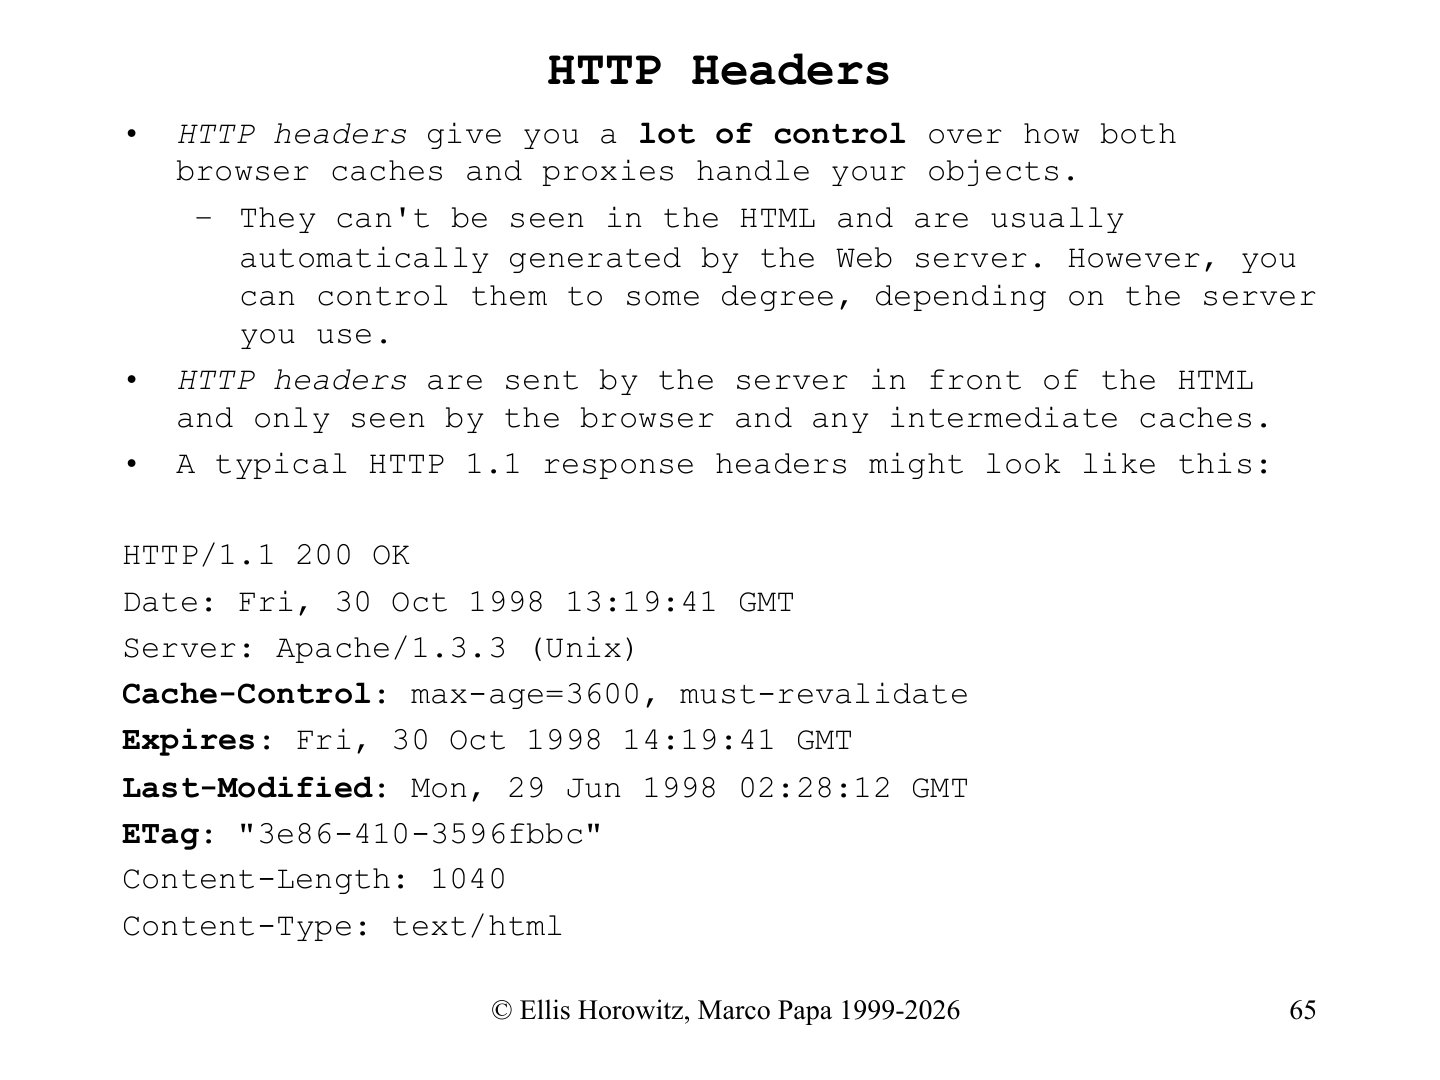 HTTP Headers
• HTTP headers give you a lot of control over how both
browser caches and proxies handle your objects.
– They can't be seen in the HTML and are usually
automatically generated by the Web server. However, you
can control them to some degree, depending on the server
you use.
• HTTP headers are sent by the server in front of the HTML
and only seen by the browser and any intermediate caches.
• A typical HTTP 1.1 response headers might look like this:
HTTP/1.1 200 OK
Date: Fri, 30 Oct 1998 13:19:41 GMT
Server: Apache/1.3.3 (Unix)
Cache-Control: max-age=3600, must-revalidate
Expires: Fri, 30 Oct 1998 14:19:41 GMT
Last-Modified: Mon, 29 Jun 1998 02:28:12 GMT
ETag: "3e86-410-3596fbbc"
Content-Length: 1040
Content-Type: text/html
© Ellis Horowitz, Marco Papa 1999-2026
65